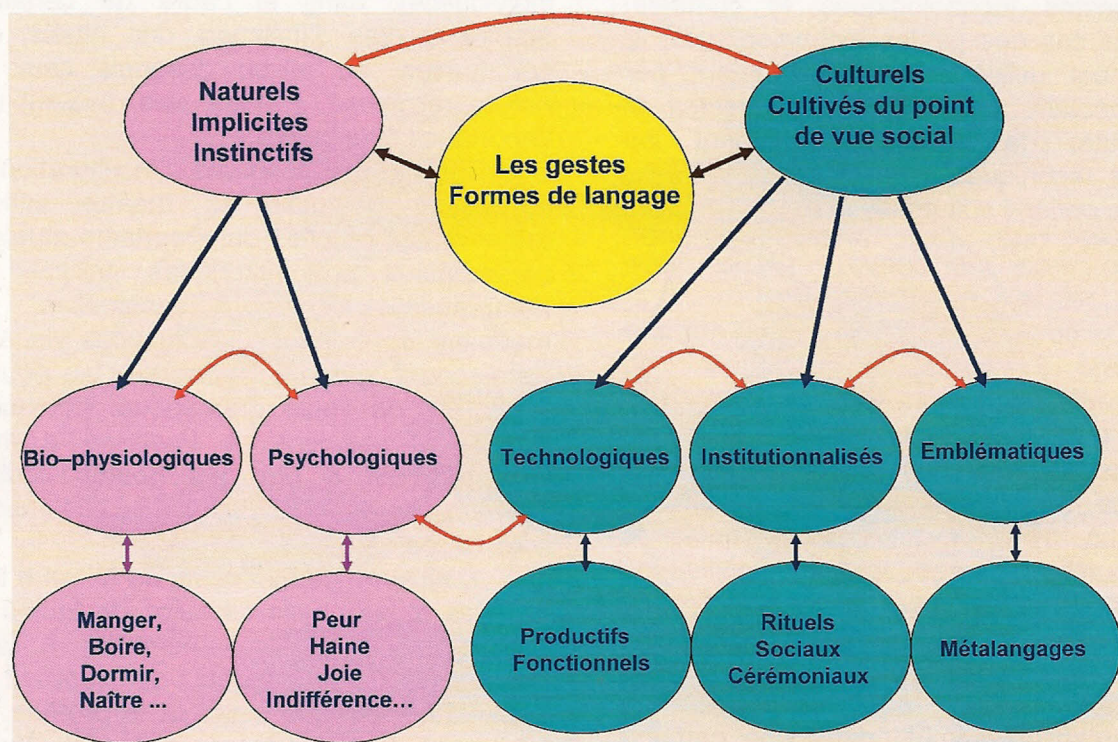 Naturels
Implicites
Instinctifs
Culturels
Cultivés du point
de vue social
Les gestes
Formes de langage
Bio–physiologiques
Psychologiques
Technologiques
Institutionnalisés
Emblématiques
Manger,
Boire,
Dormir,
Naître ...
Peur
Haine
Joie
Indifférence…
Productifs
Fonctionnels
Rituels
Sociaux
Cérémoniaux
Métalangages